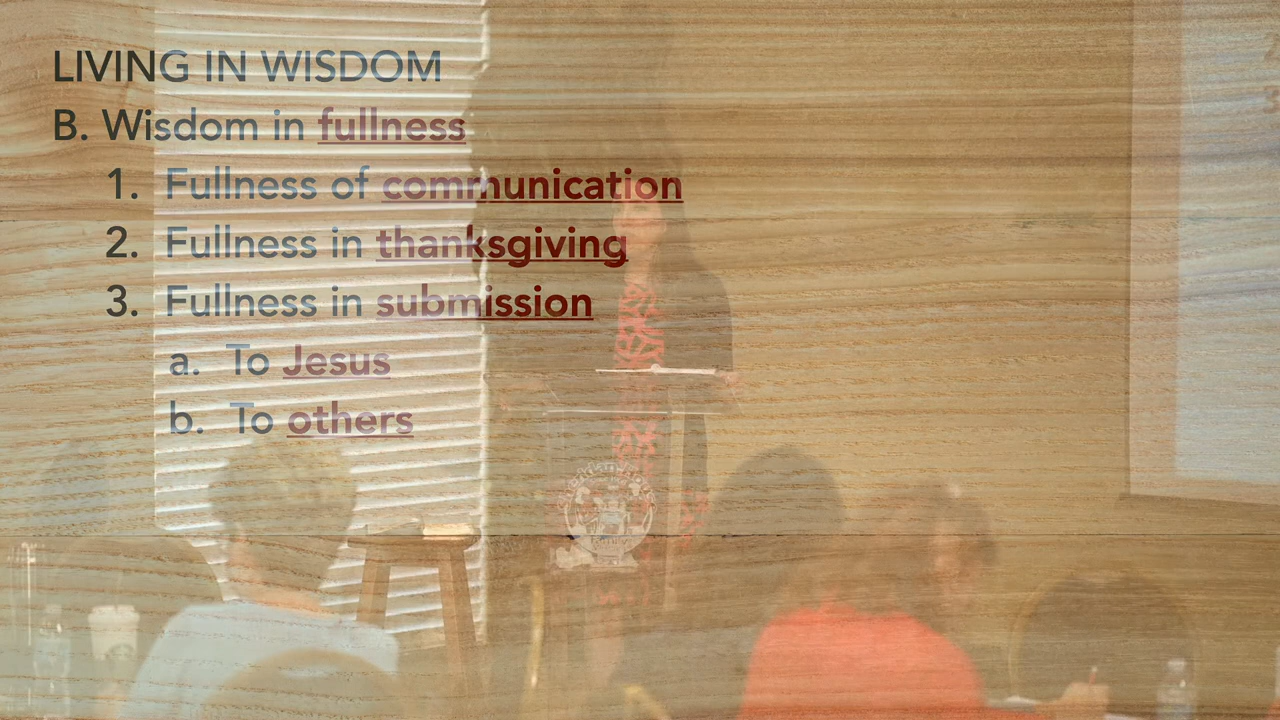 LIVING IN WISDOM
B. Wisdom in fullness
1. Fullness of communication
2. Fullness in thanksgiving
3. Fullness in submission
a. To Jesus
b. To others